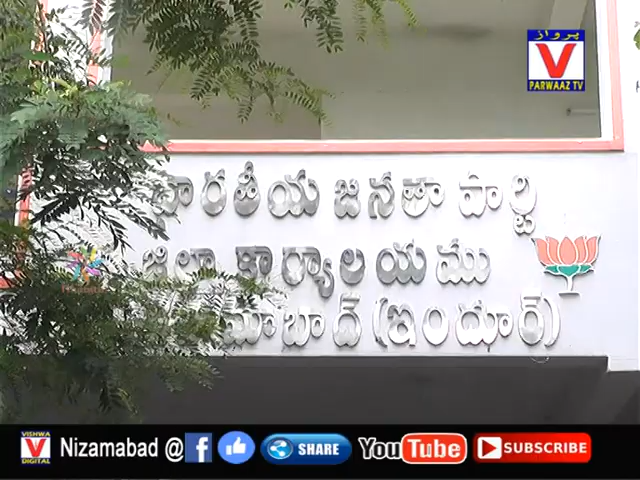 پرواز
V
PARWAAZ TV
భారతీయ జనతా పార్టీ
జిల్లా కార్యాలయము
(ఇందూర్)
VISHWA
V
DIGITAL
Nizamabad @
SHARE
YouTube
SUBSCRIBE